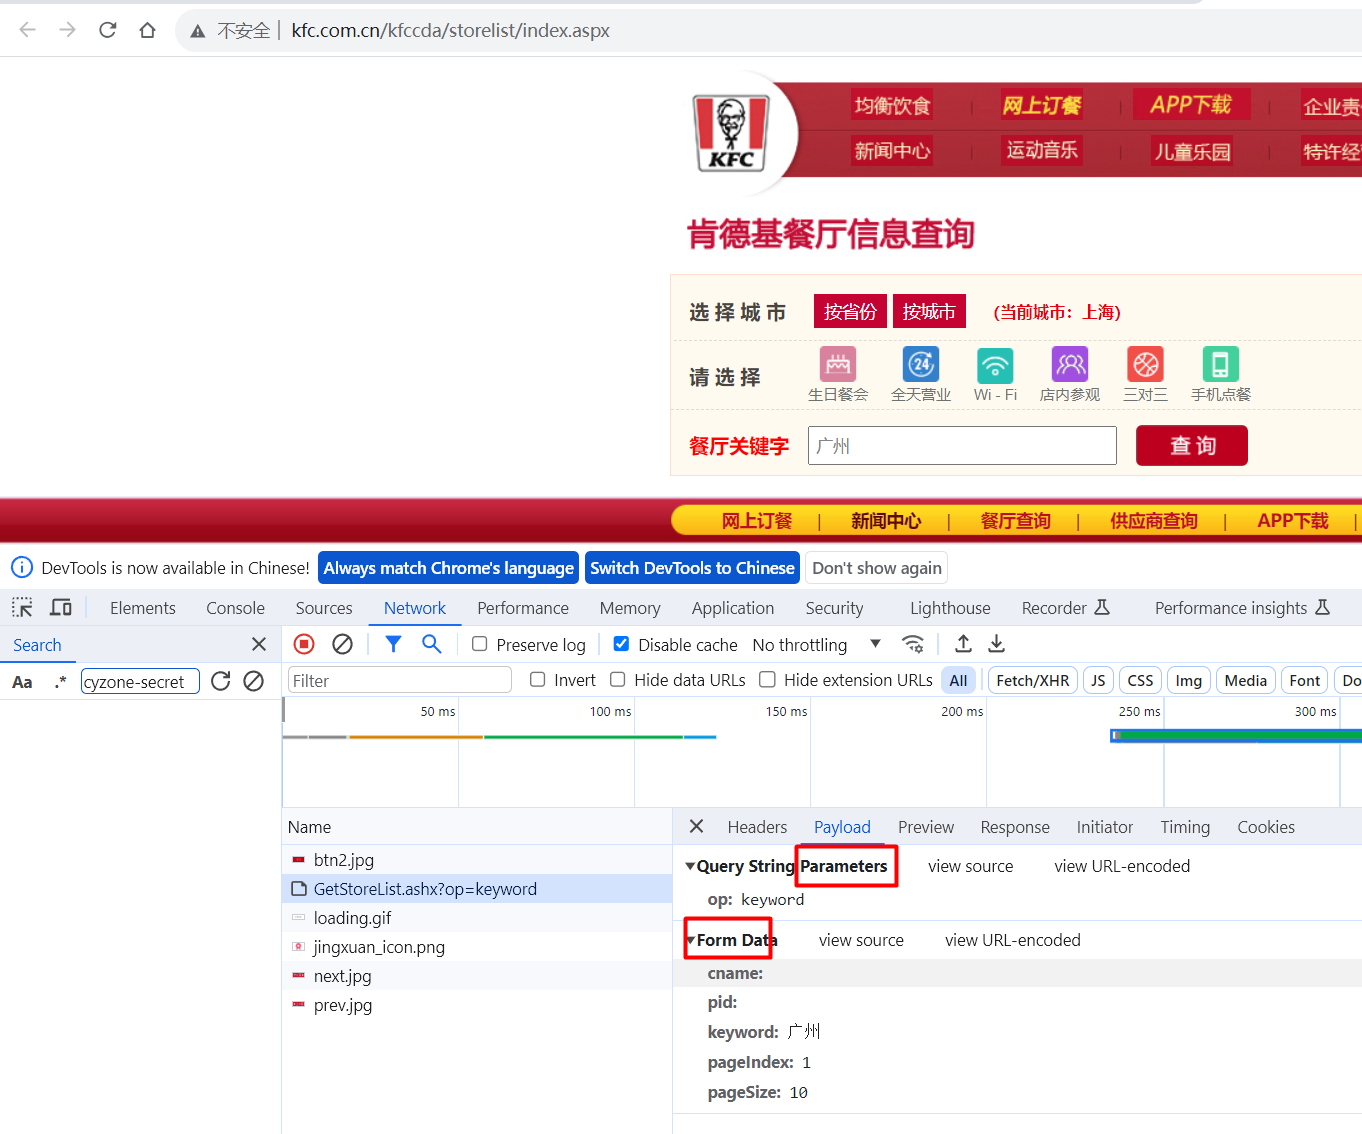 不安全 | kfc.com.cn/kfccda/storelist/index.aspx
KFC
均衡饮食 | 网上订餐 | APP下载 | 企业责
新闻中心 | 运动音乐 | 儿童乐园 | 特许经
肯德基餐厅信息查询
选择城市 按省份 按城市 (当前城市：上海)
请选择 24
生日餐会 全天营业 Wi - Fi 店内参观 三对三 手机点餐
餐厅关键字 广州 查 询
网上订餐 | 新闻中心 | 餐厅查询 | 供应商查询 | APP下载 |
DevTools is now available in Chinese! Always match Chrome's language Switch DevTools to Chinese Don't show again
Elements Console Sources Network Performance Memory Application Security Lighthouse Recorder Performance insights
Search Preserve log Disable cache No throttling
Aa .* cyzone-secret Filter Invert Hide data URLs Hide extension URLs All Fetch/XHR JS CSS Img Media Font Do
50 ms 100 ms 150 ms 200 ms 250 ms 300 ms
Name Headers Payload Preview Response Initiator Timing Cookies
btn2.jpg
GetStoreList.ashx?op=keyword
loading.gif
jingxuan_icon.png
next.jpg
prev.jpg
Query String Parameters view source view URL-encoded
op: keyword
Form Data view source view URL-encoded
cname:
pid:
keyword: 广州
pageIndex: 1
pageSize: 10